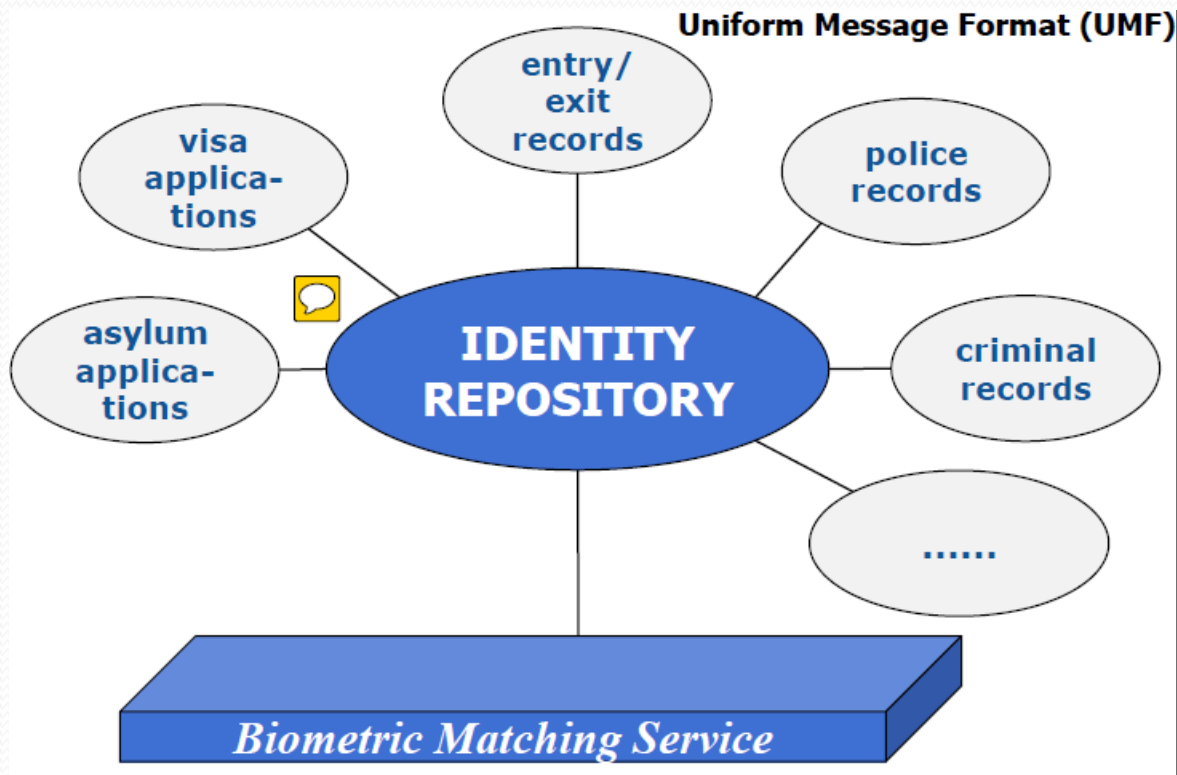 Uniform Message Format (UMF)
entry/
exit
records
visa
applica-
tions
police
records
asylum
applica-
tions
IDENTITY
REPOSITORY
criminal
records
......
Biometric Matching Service